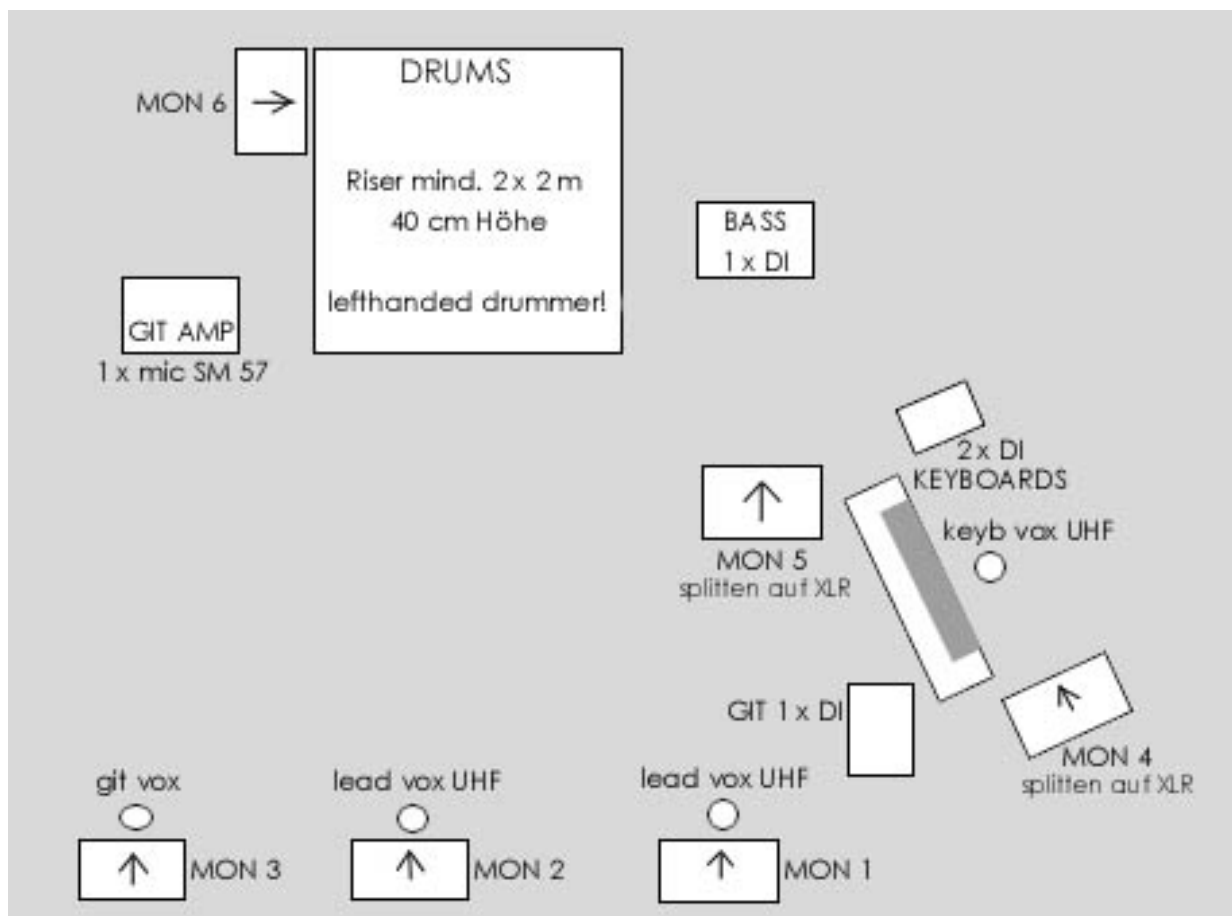 DRUMS
MON 6
Riser mind. 2 x 2 m
40 cm Höhe
lefthanded drummer!
BASS
1 x DI
GIT AMP
1 x mic SM 57
2 x DI
KEYBOARDS
keyb vox UHF
MON 5
splitten auf XLR
GIT 1 x DI
MON 4
splitten auf XLR
git vox
lead vox UHF
lead vox UHF
MON 3
MON 2
MON 1